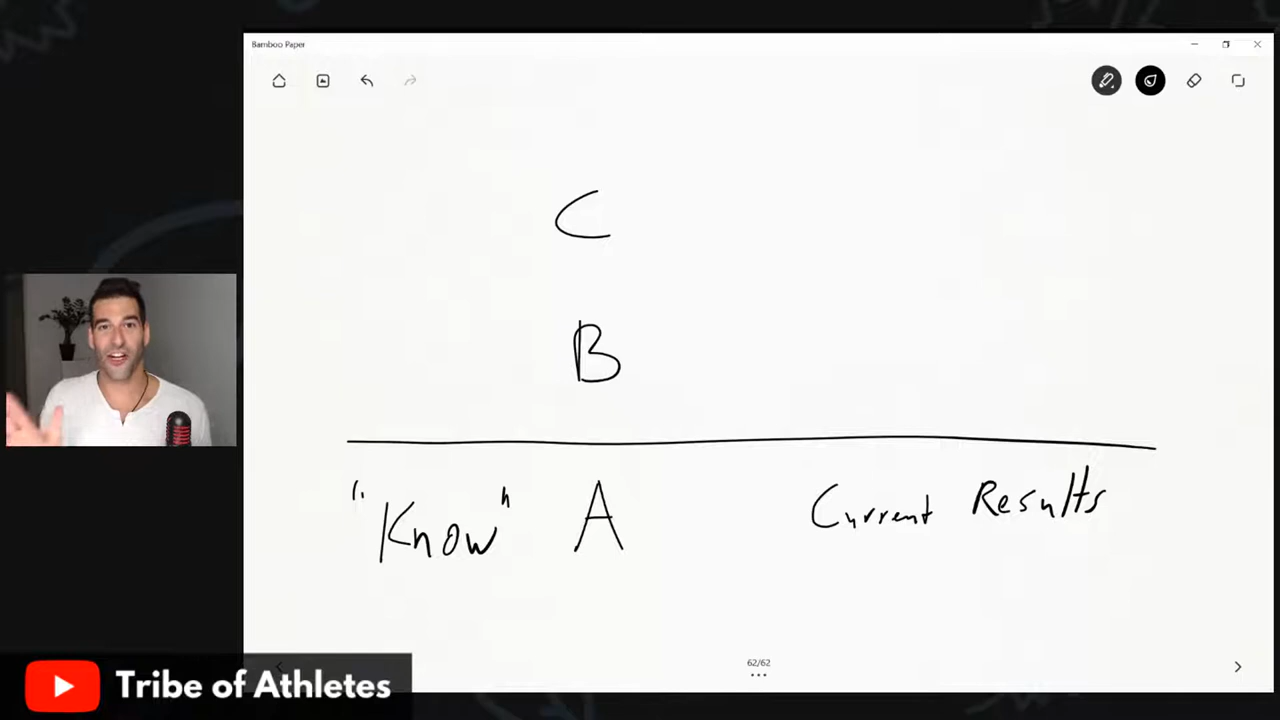 Bamboo Paper
C
B
"Know" A Current Results
62/62
Tribe of Athletes